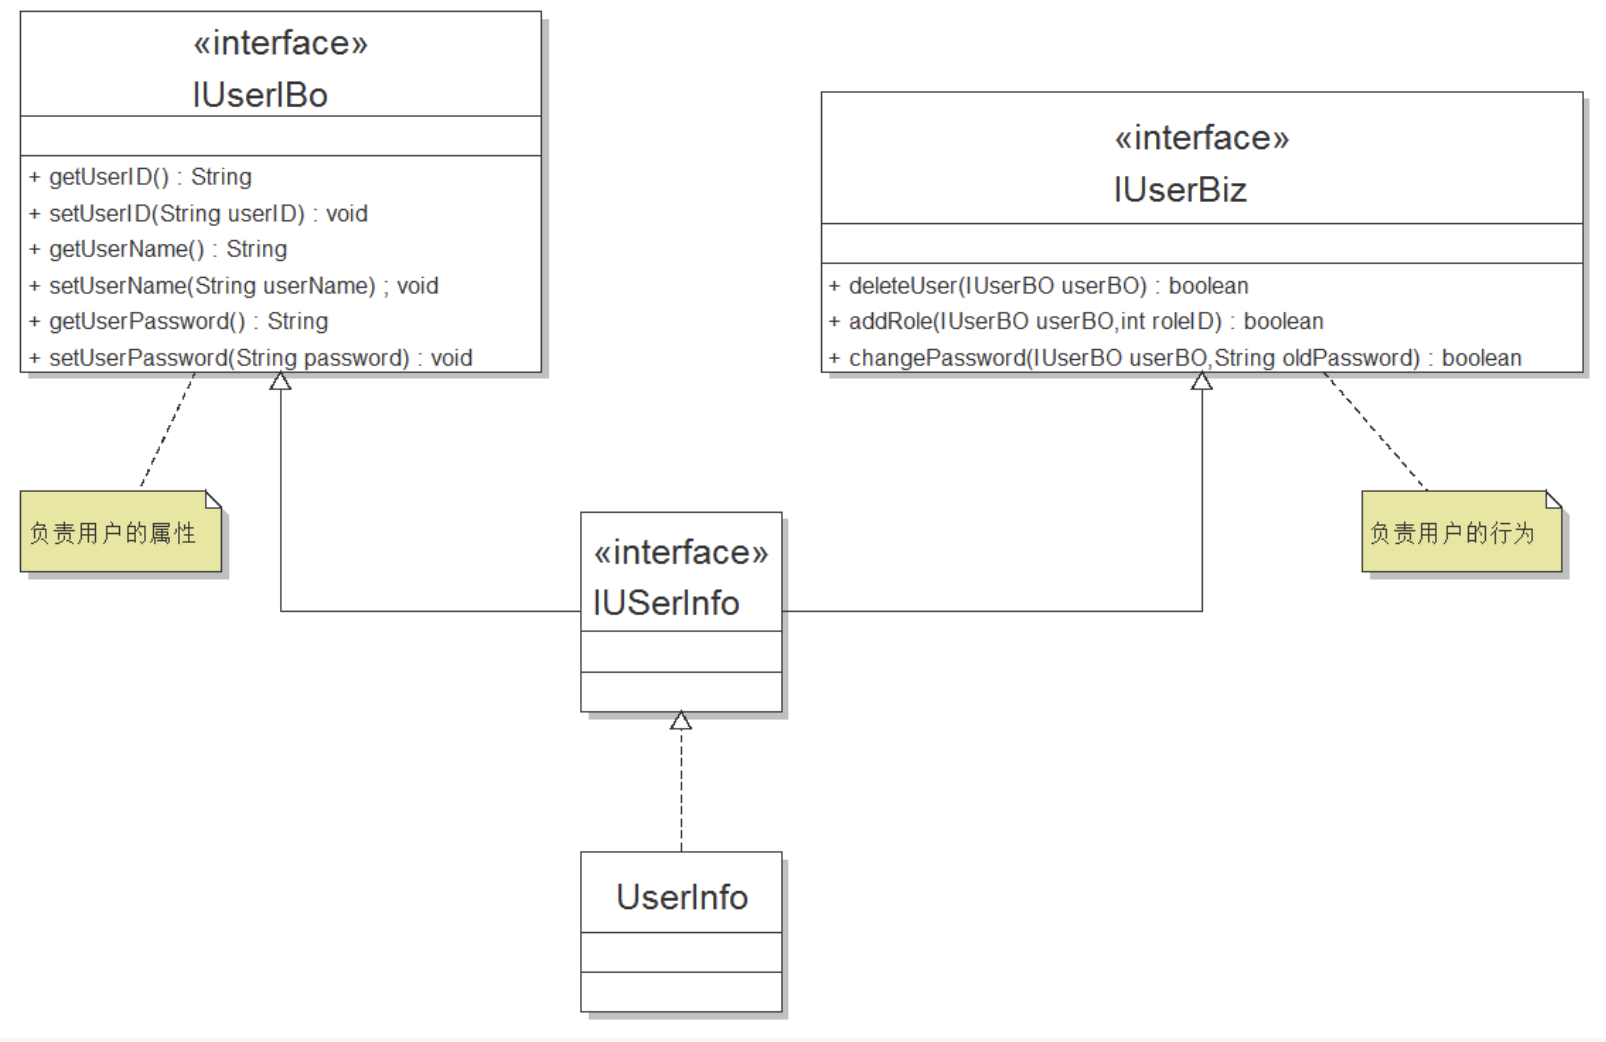 «interface»
IUserIBo
+ getUserID() : String
+ setUserID(String userID) : void
+ getUserName() : String
+ setUserName(String userName) ; void
+ getUserPassword() : String
+ setUserPassword(String password) : void
«interface»
IUserBiz
+ deleteUser(IUserBO userBO) : boolean
+ addRole(IUserBO userBO,int roleID) : boolean
+ changePassword(IUserBO userBO,String oldPassword) : boolean
负责用户的属性
负责用户的行为
«interface»
IUSerInfo
UserInfo